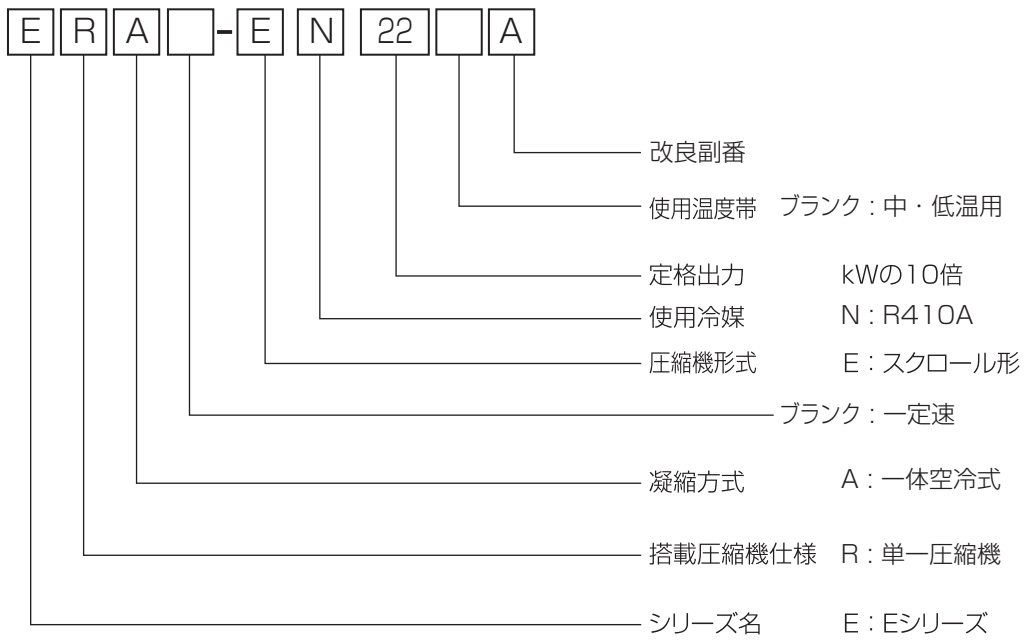 ERA□-EN22□A
改良副番
使用温度帯 ブランク：中・低温用
定格出力 kWの10倍
使用冷媒 N：R410A
圧縮機形式 E：スクロール形
ブランク：一定速
凝縮方式 A：一体空冷式
搭載圧縮機仕様 R：単一圧縮機
シリーズ名 E：Eシリーズ